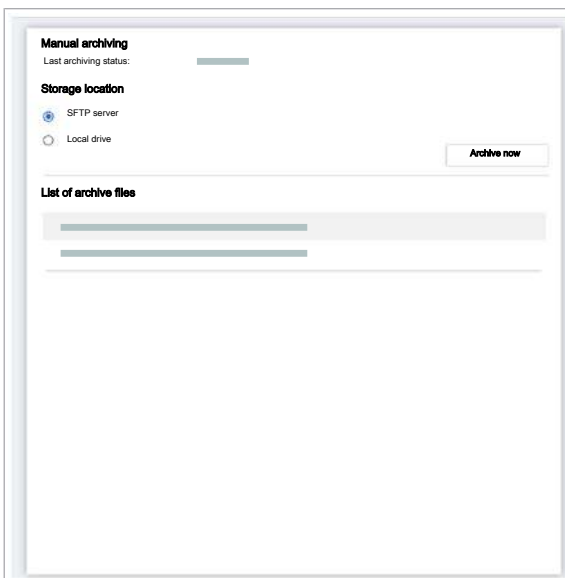 Manual archiving
Last archiving status:
Storage location
SFTP server
Local drive
Archive now
List of archive files